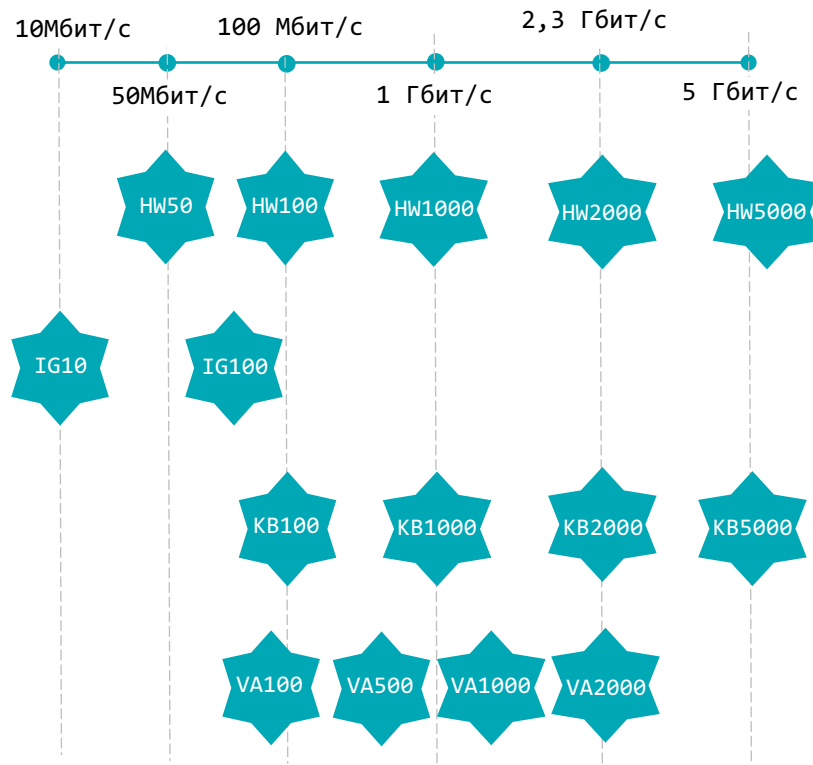 10Мбит/с
100 Мбит/с
2,3 Гбит/с
50Мбит/с
1 Гбит/с
5 Гбит/с
HW50
HW100
HW1000
HW2000
HW5000
IG10
IG100
KB100
KB1000
KB2000
KB5000
VA100
VA500
VA1000
VA2000